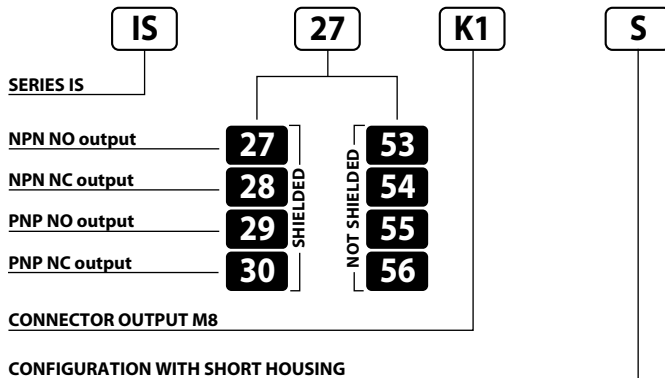 IS 27 K1 S
SERIES IS
NPN NO output 27 53
NPN NC output 28 54
PNP NO output 29 55
PNP NC output 30 56
SHIELDED
NOT SHIELDED
CONNECTOR OUTPUT M8
CONFIGURATION WITH SHORT HOUSING